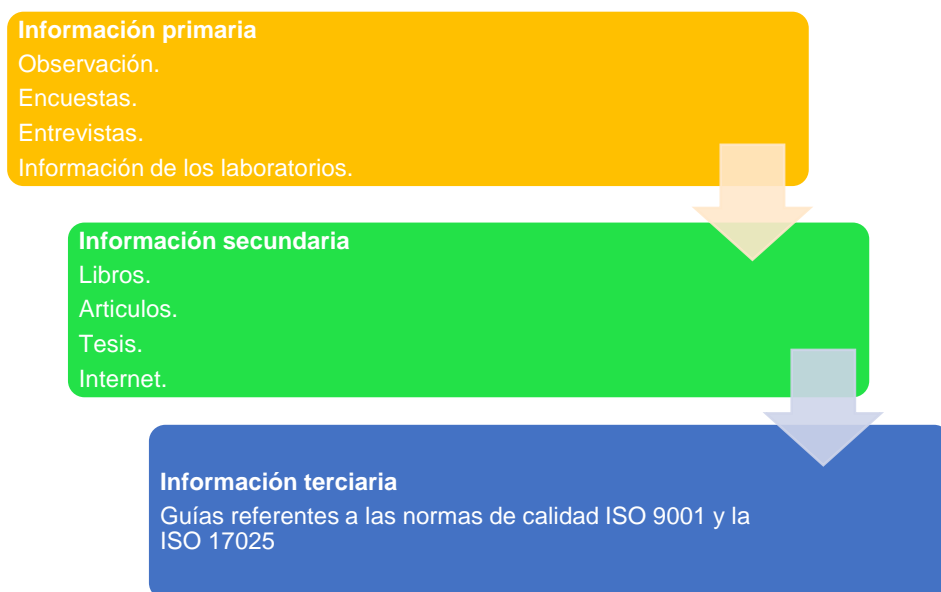 Información primaria
Observación.
Encuestas.
Entrevistas.
Información de los laboratorios.
Información secundaria
Libros.
Articulos.
Tesis.
Internet.
Información terciaria
Guías referentes a las normas de calidad ISO 9001 y la
ISO 17025